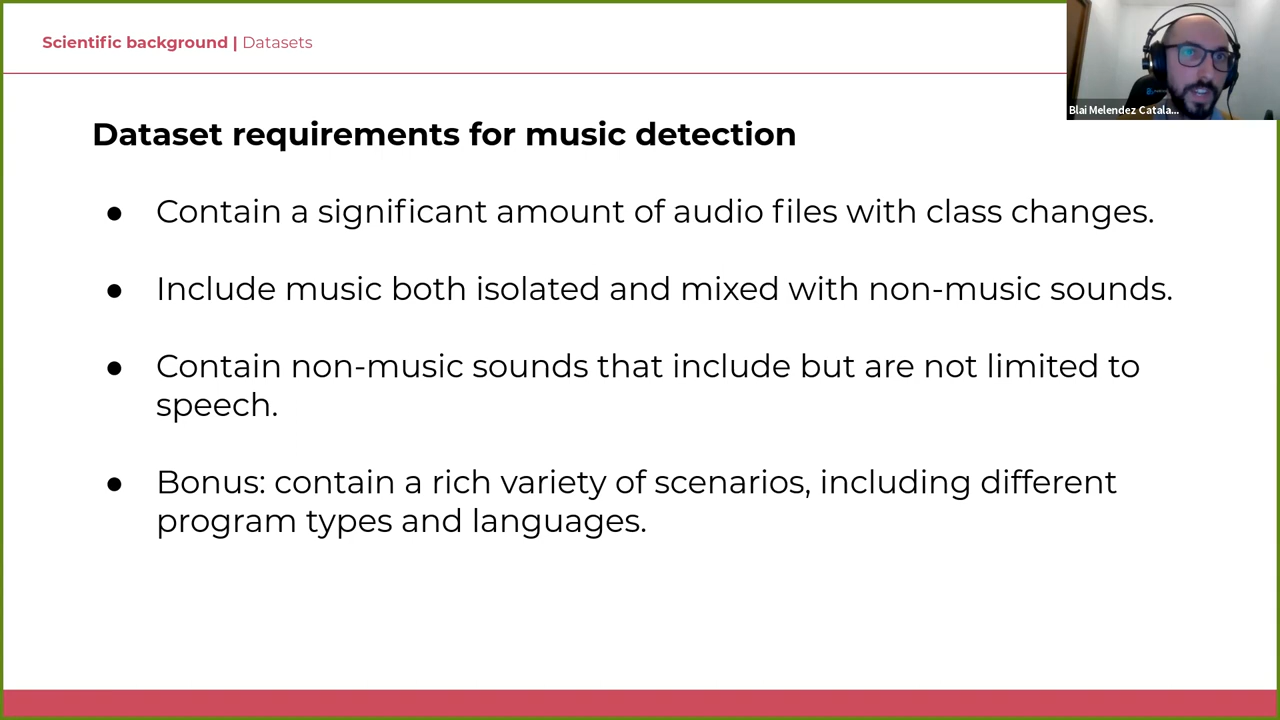 Scientific background | Datasets
Blai Melendez Catala...
Dataset requirements for music detection
● Contain a significant amount of audio files with class changes.
● Include music both isolated and mixed with non-music sounds.
● Contain non-music sounds that include but are not limited to
speech.
● Bonus: contain a rich variety of scenarios, including different
program types and languages.